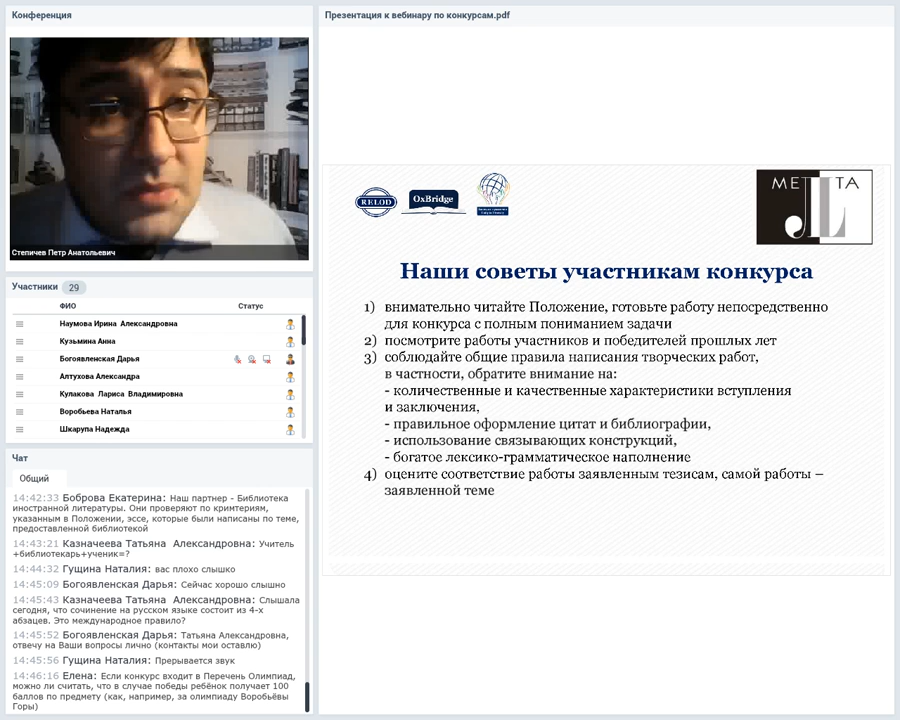 Конференция
Степичев Петр Анатольевич
Участники 29
ФИО Статус
Наумова Ирина Александровна
Кузьмина Анна
Богоявленская Дарья
Алтухова Александра
Кулакова Лариса Владимировна
Воробьева Наталья
Шкарупа Надежда
Чат
Общий
14:42:33 Боброва Екатерина: Наш партнер - Библиотека
иностранной литературы. Они проверяют по кримтериям,
указанным в Положении, эссе, которые были написаны по теме,
предоставленной библиотекой
14:43:21 Казначеева Татьяна Александровна: Учитель
+библиотекарь+ученик=?
14:44:32 Гущина Наталия: вас плохо слышко
14:45:09 Богоявленская Дарья: Сейчас хорошо слышно
14:45:43 Казначеева Татьяна Александровна: Слышала
сегодня, что сочинение на русском языке состоит из 4-х
абзацев. Это международное правило?
14:45:52 Богоявленская Дарья: Татьяна Александровна,
отвечу на Ваши вопросы лично (контакты мои оставлю)
14:45:56 Гущина Наталия: Прерывается звук
14:46:16 Елена: Если конкурс входит в Перечень Олимпиад,
можно ли считать, что в случае победы ребёнок получает 100
баллов по предмету (как, например, за олимпиаду Воробьёвы
Горы)
Презентация к вебинару по конкурсам.pdf
RELOD
OxBridge
МЕТ ТА
Наши советы участникам конкурса
1) внимательно читайте Положение, готовьте работу непосредственно
для конкурса с полным пониманием задачи
2) посмотрите работы участников и победителей прошлых лет
3) соблюдайте общие правила написания творческих работ,
в частности, обратите внимание на:
- количественные и качественные характеристики вступления
и заключения,
- правильное оформление цитат и библиографии,
- использование связывающих конструкций,
- богатое лексико-грамматическое наполнение
4) оцените соответствие работы заявленным тезисам, самой работы –
заявленной теме